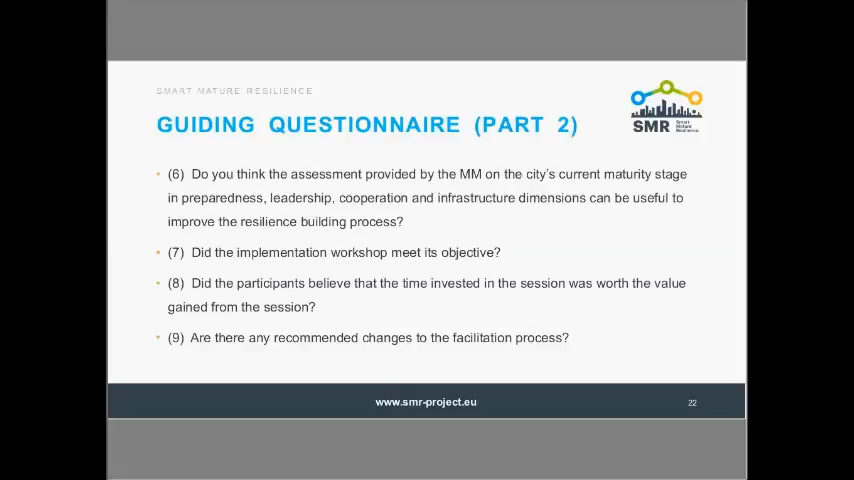 SMART MATURE RESILIENCE
GUIDING QUESTIONNAIRE (PART 2)
SMR Smart Mature Resilience
• (6) Do you think the assessment provided by the MM on the city's current maturity stage
in preparedness, leadership, cooperation and infrastructure dimensions can be useful to
improve the resilience building process?
• (7) Did the implementation workshop meet its objective?
• (8) Did the participants believe that the time invested in the session was worth the value
gained from the session?
• (9) Are there any recommended changes to the facilitation process?
www.smr-project.eu
22